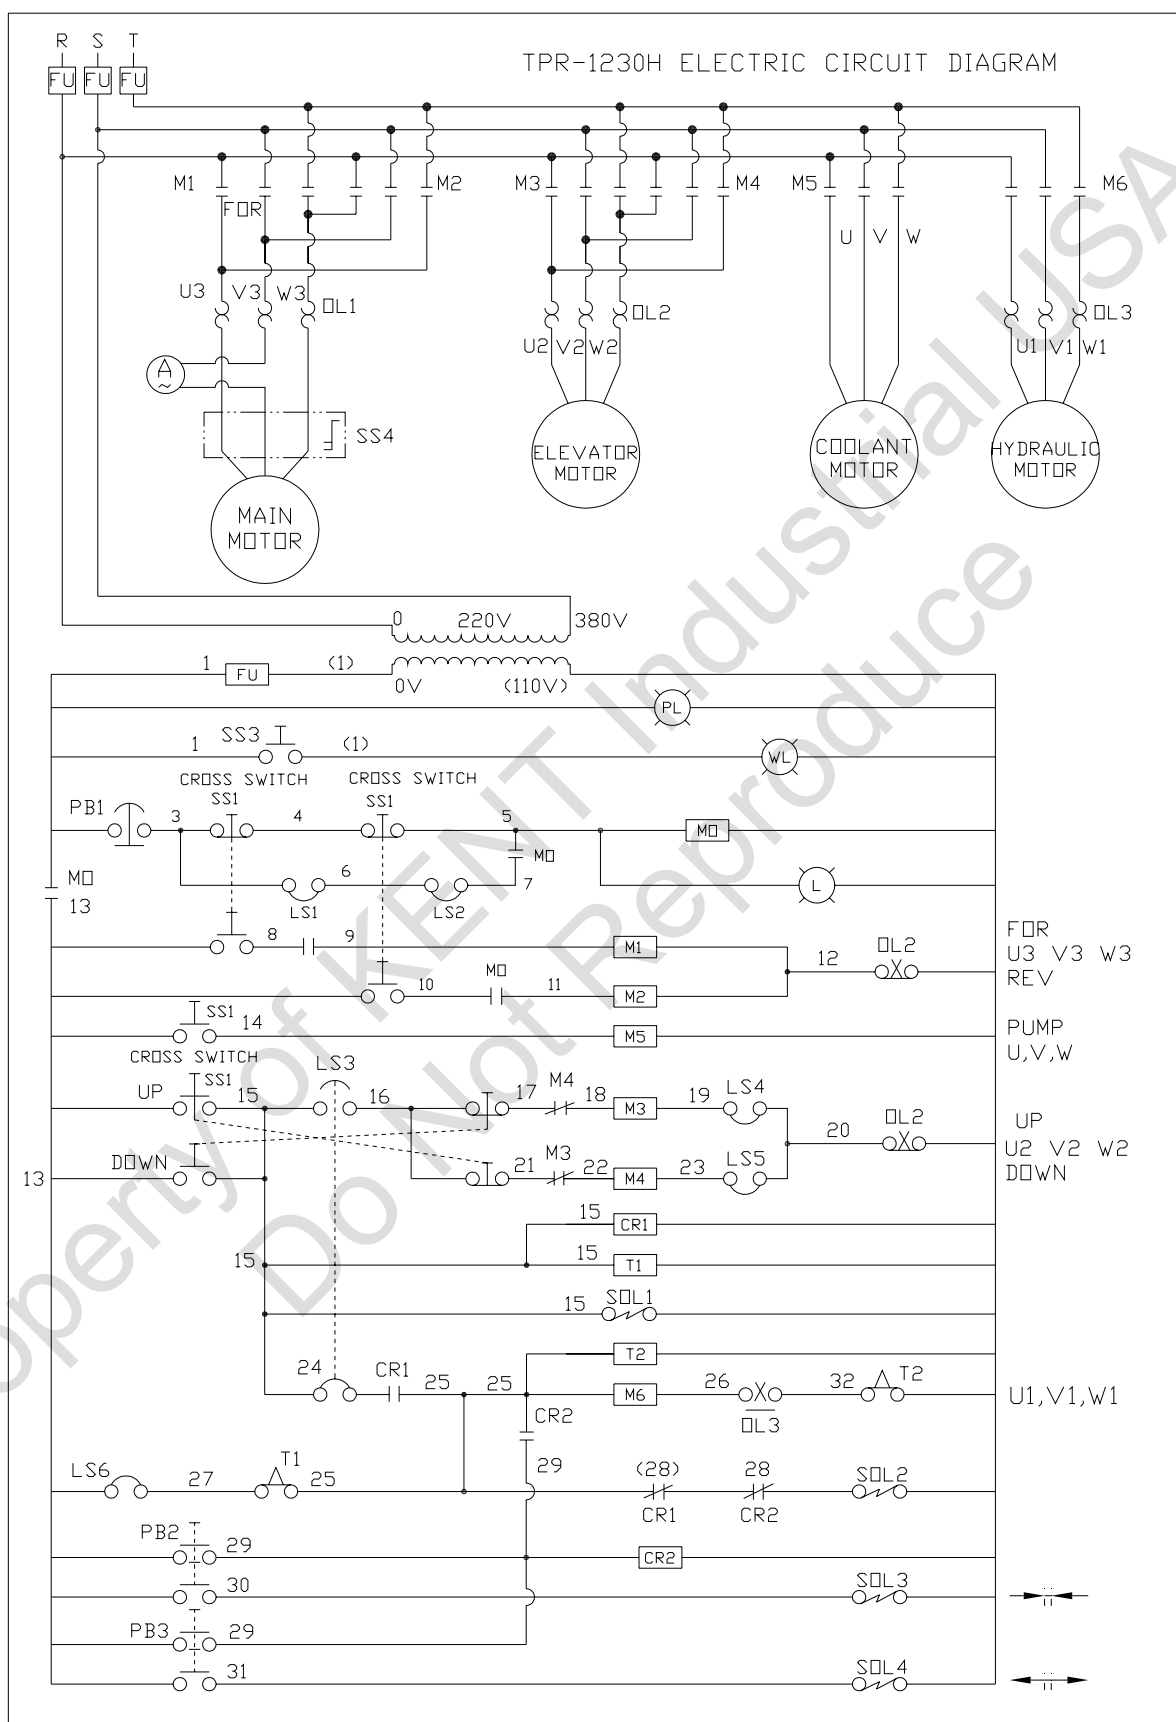 R S T
FU FU FU
TPR-1230H ELECTRIC CIRCUIT DIAGRAM
M1 M2 M3 M4 M5 M6
FOR
U V W
U3 V3 W3 OL1
OL2
OL3
U2 V2 W2
U1 V1 W1
A
~
SS4
ELEVATOR
MOTOR
COOLANT
MOTOR
HYDRAULIC
MOTOR
MAIN
MOTOR
0 220V 380V
1 FU (1) 0V (110V)
PL
SS3
1 (1) WL
CROSS SWITCH CROSS SWITCH
PB1 SS1 SS1
3 4 5
MO
MO
6 7
LS1 LS2
L
MO
13
8 9 M1
FOR
U3 V3 W3
REV
12 OL2
MO
10 11 M2
SS1
14 M5
PUMP
U,V,W
CROSS SWITCH
LS3
UP SS1 15 16 17 M4 18 M3 19 LS4
20 OL2
UP
U2 V2 W2
DOWN
DOWN
13
21 M3 22 M4 23 LS5
15 CR1
15 15 T1
15 SOL1
T2
24 CR1 25 25 M6 26 OL3 32 T2
U1,V1,W1
CR2
29
LS6 27 T1 25
(28) 28 SOL2
CR1 CR2
PB2 29 CR2
30 SOL3
PB3 29
31 SOL4
Property of KENT Industrial USA
Do Not Reproduce